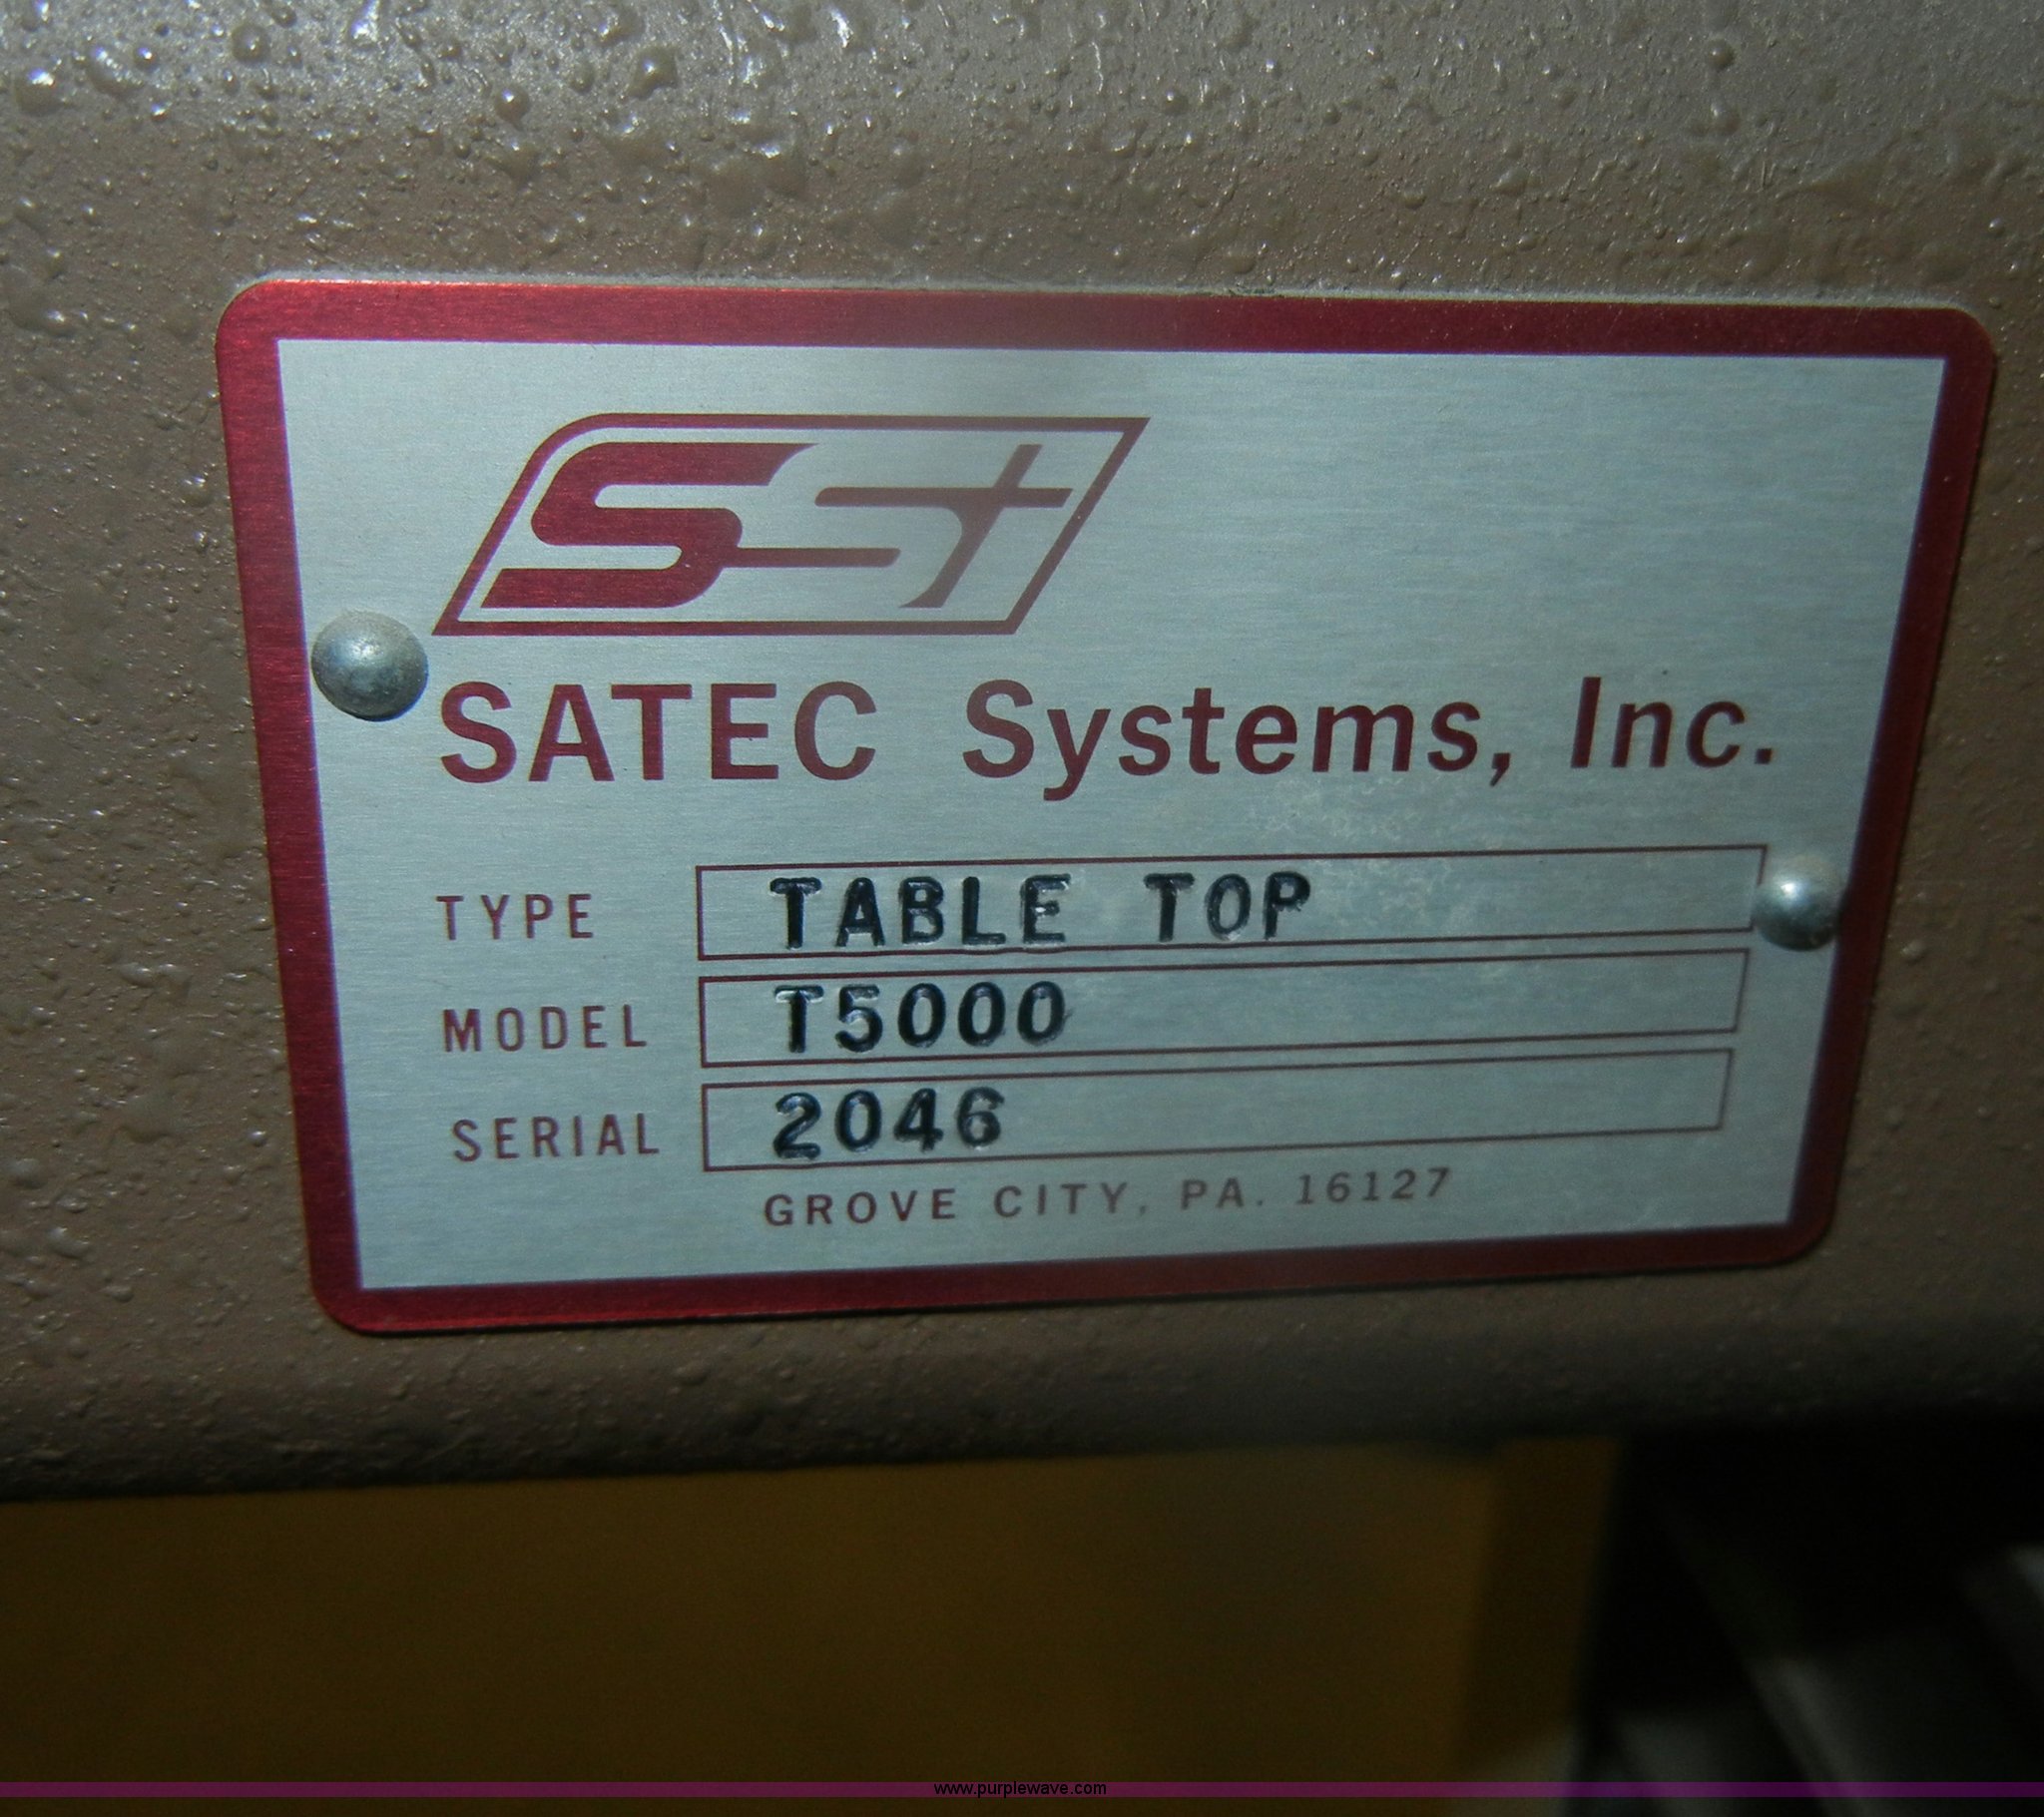 SSt
SATEC Systems, Inc.
TYPE TABLE TOP
MODEL T5000
SERIAL 2046
GROVE CITY, PA. 16127
www.purplewave.com